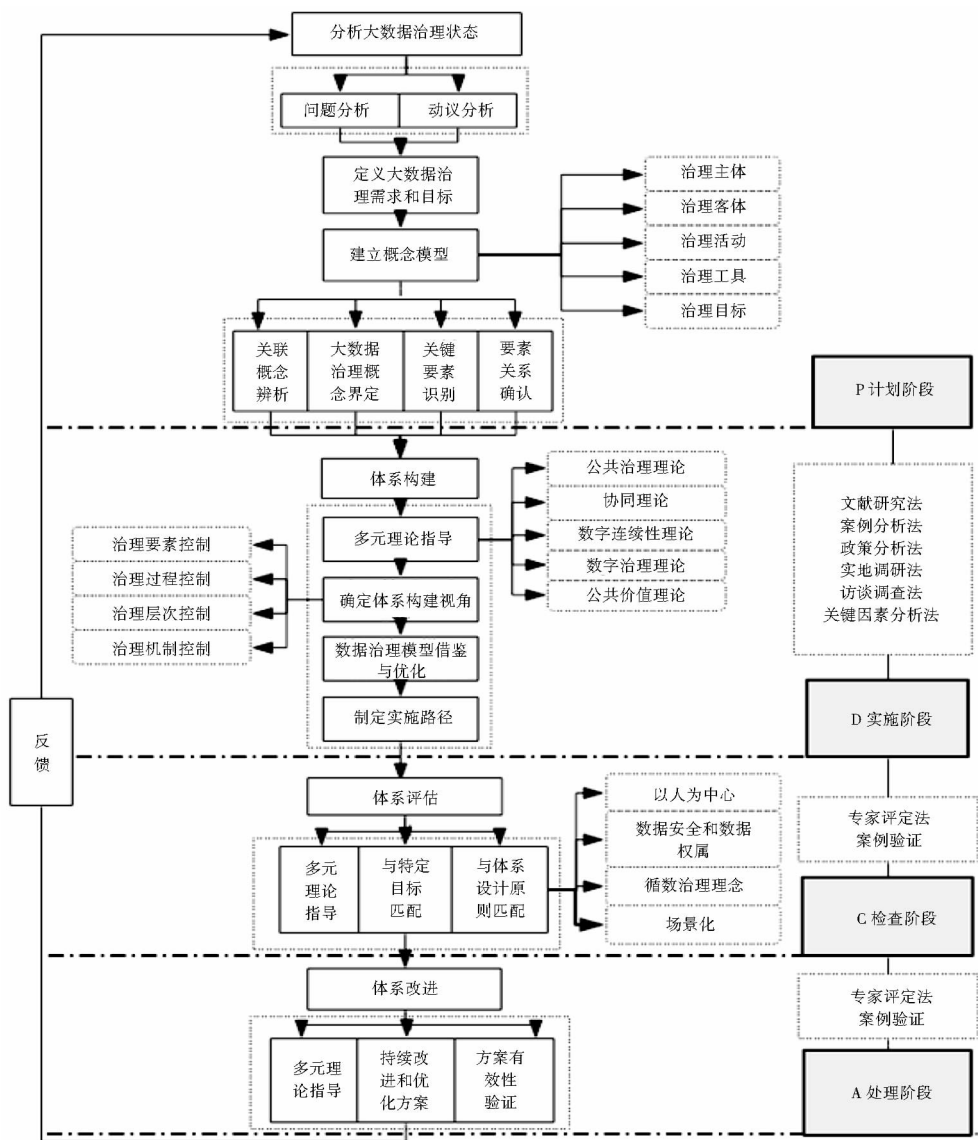 分析大数据治理状态
问题分析
动议分析
定义大数据治
理需求和目标
建立概念模型
治理主体
治理客体
治理活动
治理工具
治理目标
关联
概念
辨析
大数据
治理概
念界定
关键
要素
识别
要素
关系
确认
P 计划阶段
体系构建
多元理论指导
公共治理理论
协同理论
数字连续性理论
数字治理理论
公共价值理论
治理要素控制
治理过程控制
治理层次控制
治理机制控制
确定体系构建视角
数据治理模型借鉴
与优化
制定实施路径
文献研究法
案例分析法
政策分析法
实地调研法
访谈调查法
关键因素分析法
D 实施阶段
反
馈
体系评估
多元
理论
指导
与特定
目标
匹配
与体系
设计原
则匹配
以人为中心
数据安全和数据
权属
循数治理理念
场景化
专家评定法
案例验证
C 检查阶段
体系改进
多元理
论指导
持续改
进和优
化方案
方案有
效性
验证
专家评定法
案例验证
A 处理阶段